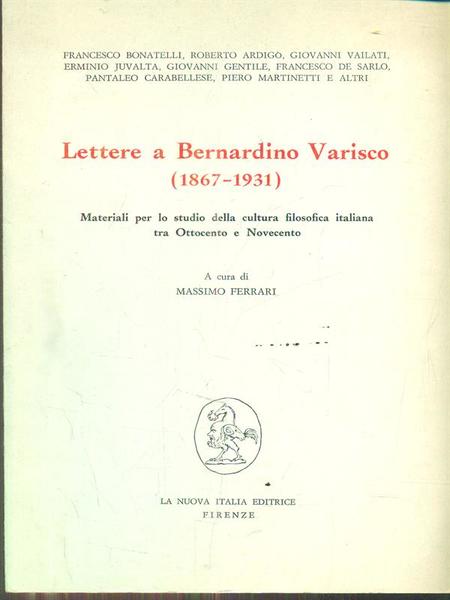 FRANCESCO BONATELLI, ROBERTO ARDIGÒ, GIOVANNI VAILATI,
ERMINIO JUVALTA, GIOVANNI GENTILE, FRANCESCO DE SARLO,
PANTALEO CARABELLESE, PIERO MARTINETTI E ALTRI
Lettere a Bernardino Varisco
(1867-1931)
Materiali per lo studio della cultura filosofica italiana
tra Ottocento e Novecento
A cura di
MASSIMO FERRARI
LA NUOVA ITALIA EDITRICE
FIRENZE